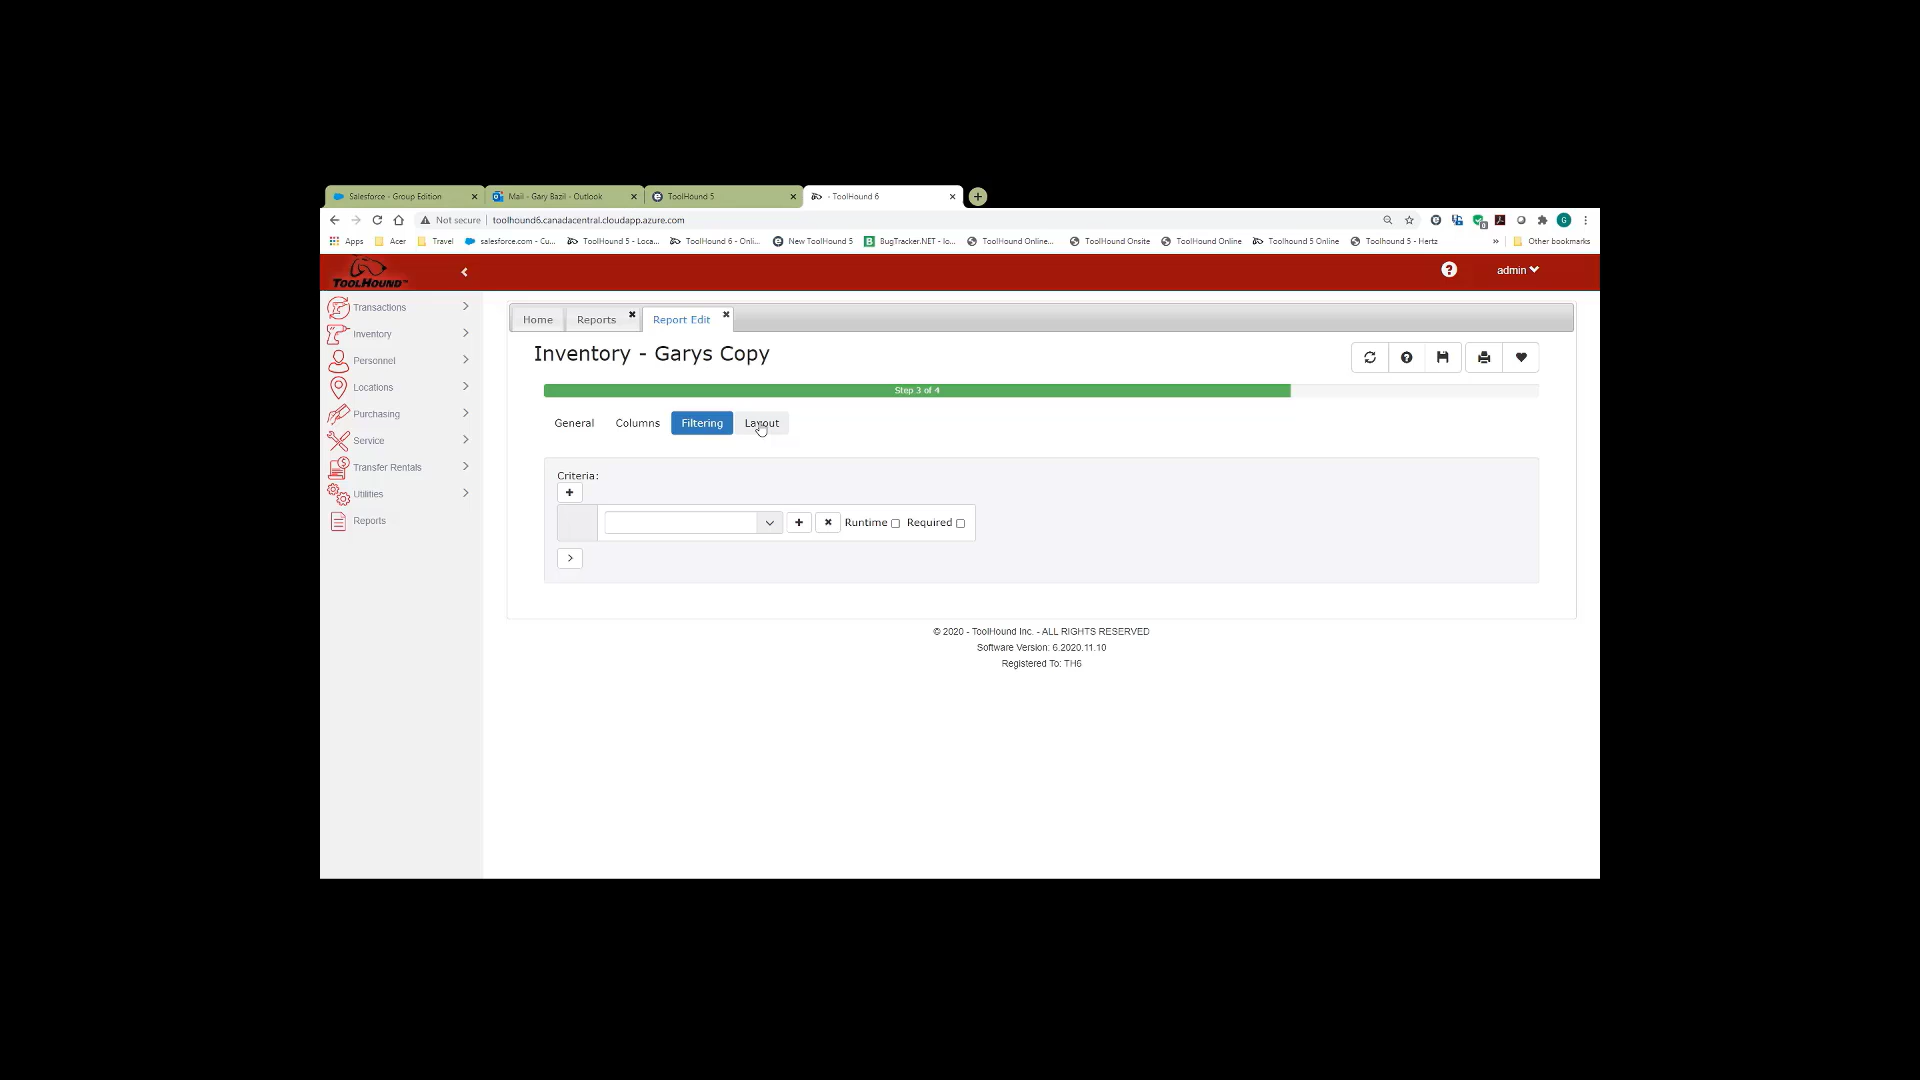 Salesforce - Group Edition
Mail - Gary Bazil - Outlook
ToolHound 5
- ToolHound 6
Not secure | toolhound6.canadacentral.cloudapp.azure.com
G
Apps Acer Travel salesforce.com - Cu... ToolHound 5 - Loca... ToolHound 6 - Onli... New ToolHound 5 BugTracker.NET - lo... ToolHound Online... ToolHound Onsite ToolHound Online Toolhound 5 Online Toolhound 5 - Hertz » Other bookmarks
TOOLHOUND
admin
Transactions
Inventory
Personnel
Locations
Purchasing
Service
Transfer Rentals
Utilities
Reports
Home Reports Report Edit
Inventory - Garys Copy
Step 3 of 4
General Columns Filtering Layout
Criteria:
Runtime Required
© 2020 - ToolHound Inc. - ALL RIGHTS RESERVED
Software Version: 6.2020.11.10
Registered To: TH6